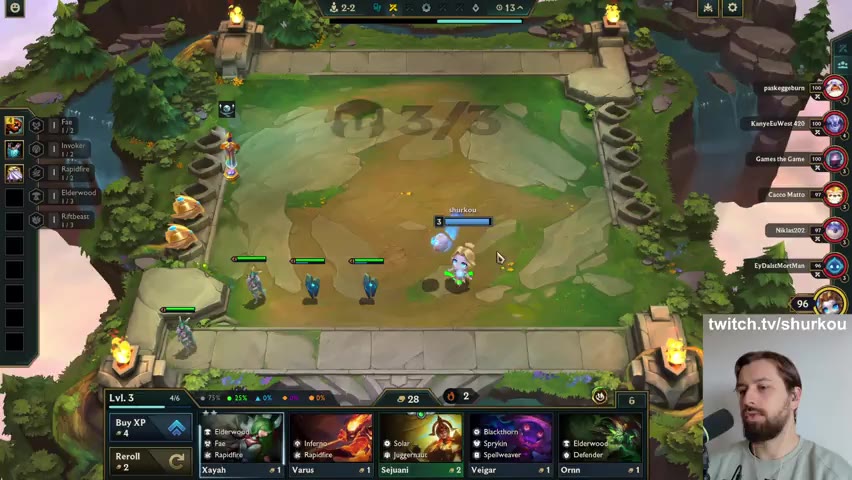 2-2
13
3/3
Fae
1 / 2
Invoker
1 / 2
Rapidfire
1 / 2
Elderwood
1 / 3
Riftbeast
1 / 3
shurkou
3
psskeggeburn 100
KanyeEuWest 420 100
Games the Game 100
Cacco Matto 97
Niklas202 97
EyDaIstMortMan 96
96
twitch.tv/shurkou
Lvl. 3 4/6 75% 25% 0% 0% 0%
28
2
6
Buy XP
4
Reroll
2
Elderwood
Fae
Rapidfire
Xayah 1
Inferno
Rapidfire
Varus 1
Solar
Juggernaut
Sejuani 2
Blackthorn
Sprykin
Spellweaver
Veigar 1
Elderwood
Defender
Ornn 1